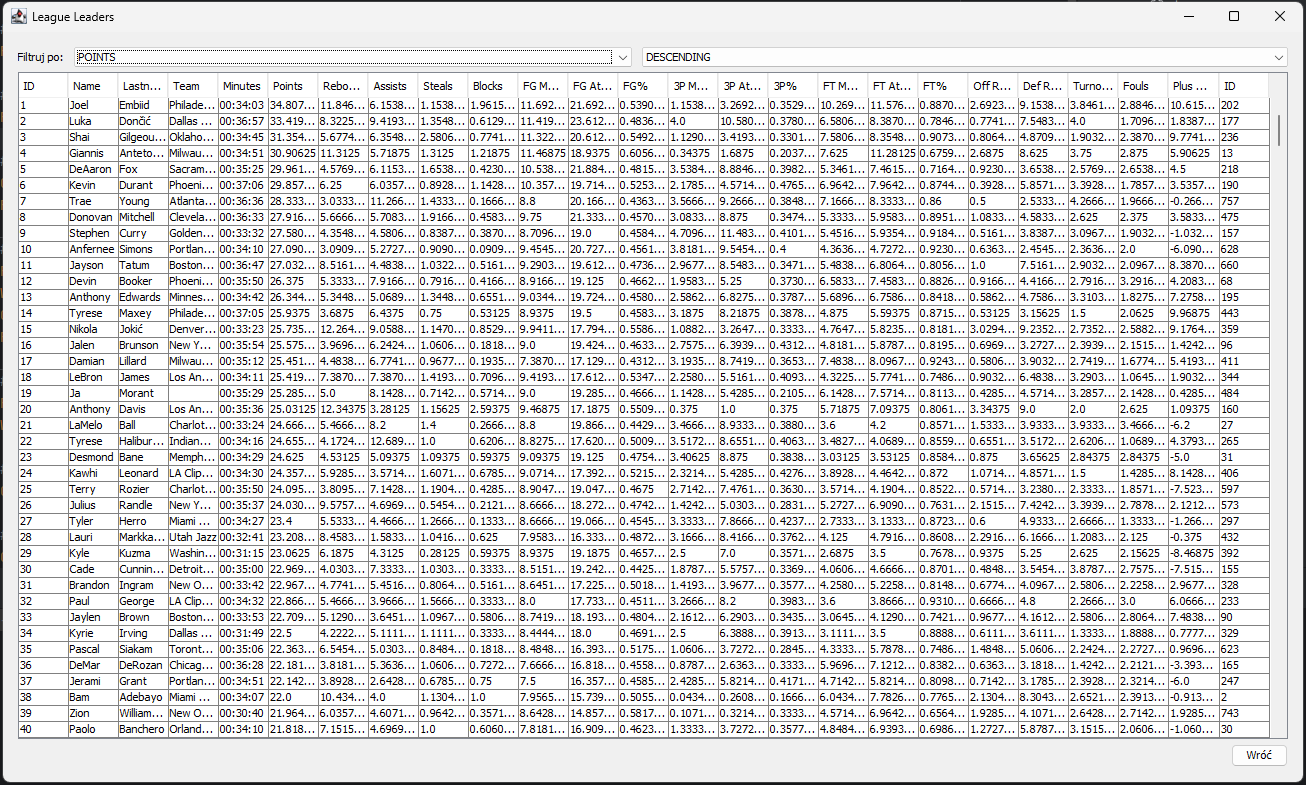 League Leaders
Filtruj po: POINTS DESCENDING
ID Name Lastn... Team Minutes Points Rebo... Assists Steals Blocks FG M... FG At... FG% 3P M... 3P At... 3P% FT M... FT At... FT% Off R... Def R... Turno... Fouls Plus ... ID
1 Joel Embiid Philade... 00:34:03 34.807... 11.846... 6.1538... 1.1538... 1.9615... 11.692... 21.692... 0.5390... 1.1538... 3.2692... 0.3529... 10.269... 11.576... 0.8870... 2.6923... 9.1538... 3.8461... 2.8846... 10.615... 202
2 Luka Dončić Dallas ... 00:36:57 33.419... 8.3225... 9.4193... 1.3548... 0.6129... 11.419... 23.612... 0.4836... 4.0 10.580... 0.3780... 6.5806... 8.3870... 0.7846... 0.7741... 7.5483... 4.0 1.7096... 1.8387... 177
3 Shai Gilgeou... Oklaho... 00:34:45 31.354... 5.6774... 6.3548... 2.5806... 0.7741... 11.322... 20.612... 0.5492... 1.1290... 3.4193... 0.3301... 7.5806... 8.3548... 0.9073... 0.8064... 4.8709... 1.9032... 2.3870... 9.7741... 236
4 Giannis Anteto... Milwau... 00:34:51 30.90625 11.3125 5.71875 1.3125 1.21875 11.46875 18.9375 0.6056... 0.34375 1.6875 0.2037... 7.625 11.28125 0.6759... 2.6875 8.625 3.75 2.875 5.90625 13
5 DeAaron Fox Sacram... 00:35:25 29.961... 4.5769... 6.1153... 1.6538... 0.4230... 10.538... 21.884... 0.4815... 3.5384... 8.8846... 0.3982... 5.3461... 7.4615... 0.7164... 0.9230... 3.6538... 2.5769... 2.6538... 4.5 218
6 Kevin Durant Phoeni... 00:37:06 29.857... 6.25 6.0357... 0.8928... 1.1428... 10.357... 19.714... 0.5253... 2.1785... 4.5714... 0.4765... 6.9642... 7.9642... 0.8744... 0.3928... 5.8571... 3.3928... 1.7857... 3.5357... 190
7 Trae Young Atlanta... 00:36:36 28.333... 3.0333... 11.266... 1.4333... 0.1666... 8.8 20.166... 0.4363... 3.5666... 9.2666... 0.3848... 7.1666... 8.3333... 0.86 0.5 2.5333... 4.2666... 1.9666... -0.266... 757
8 Donovan Mitchell Clevela... 00:36:33 27.916... 5.6666... 5.7083... 1.9166... 0.4583... 9.75 21.333... 0.4570... 3.0833... 8.875 0.3474... 5.3333... 5.9583... 0.8951... 1.0833... 4.5833... 2.625 2.375 3.5833... 475
9 Stephen Curry Golden... 00:33:32 27.580... 4.3548... 4.5806... 0.8387... 0.3870... 8.7096... 19.0 0.4584... 4.7096... 11.483... 0.4101... 5.4516... 5.9354... 0.9184... 0.5161... 3.8387... 3.0967... 1.9032... -1.032... 157
10 Anfernee Simons Portlan... 00:34:10 27.090... 3.0909... 5.2727... 0.9090... 0.0909... 9.4545... 20.727... 0.4561... 3.8181... 9.5454... 0.4 4.3636... 4.7272... 0.9230... 0.6363... 2.4545... 2.3636... 2.0 -6.090... 628
11 Jayson Tatum Boston... 00:36:47 27.032... 8.5161... 4.4838... 1.0322... 0.5161... 9.2903... 19.612... 0.4736... 2.9677... 8.5483... 0.3471... 5.4838... 6.8064... 0.8056... 1.0 7.5161... 2.9032... 2.0967... 8.3870... 660
12 Devin Booker Phoeni... 00:35:50 26.375 5.3333... 7.9166... 0.7916... 0.4166... 8.9166... 19.125 0.4662... 1.9583... 5.25 0.3730... 6.5833... 7.4583... 0.8826... 0.9166... 4.4166... 2.7916... 3.2916... 4.2083... 68
13 Anthony Edwards Minnes... 00:34:42 26.344... 5.3448... 5.0689... 1.3448... 0.6551... 9.0344... 19.724... 0.4580... 2.5862... 6.8275... 0.3787... 5.6896... 6.7586... 0.8418... 0.5862... 4.7586... 3.3103... 1.8275... 7.2758... 195
14 Tyrese Maxey Philade... 00:37:05 25.9375 3.6875 6.4375 0.75 0.53125 8.9375 19.5 0.4583... 3.1875 8.21875 0.3878... 4.875 5.59375 0.8715... 0.53125 3.15625 1.5 2.0625 9.96875 443
15 Nikola Jokić Denver... 00:33:23 25.735... 12.264... 9.0588... 1.1470... 0.8529... 9.9411... 17.794... 0.5586... 1.0882... 3.2647... 0.3333... 4.7647... 5.8235... 0.8181... 3.0294... 9.2352... 2.7352... 2.5882... 9.1764... 359
16 Jalen Brunson New Y... 00:35:54 25.575... 3.9696... 6.2424... 1.0606... 0.1818... 9.0 19.424... 0.4633... 2.7575... 6.3939... 0.4312... 4.8181... 5.8787... 0.8195... 0.6969... 3.2727... 2.3939... 2.1515... 1.4242... 96
17 Damian Lillard Milwau... 00:35:12 25.451... 4.4838... 6.7741... 0.9677... 0.1935... 7.3870... 17.129... 0.4312... 3.1935... 8.7419... 0.3653... 7.4838... 8.0967... 0.9243... 0.5806... 3.9032... 2.7419... 1.6774... 5.4193... 411
18 LeBron James Los An... 00:34:11 25.419... 7.3870... 7.3870... 1.4193... 0.7096... 9.4193... 17.612... 0.5347... 2.2580... 5.5161... 0.4093... 4.3225... 5.7741... 0.7486... 0.9032... 6.4838... 3.2903... 1.0645... 1.9032... 344
19 Ja Morant 00:35:29 25.285... 5.0 8.1428... 0.7142... 0.5714... 9.0 19.285... 0.4666... 1.1428... 5.4285... 0.2105... 6.1428... 7.5714... 0.8113... 0.4285... 4.5714... 3.2857... 2.1428... 0.4285... 484
20 Anthony Davis Los An... 00:35:36 25.03125 12.34375 3.28125 1.15625 2.59375 9.46875 17.1875 0.5509... 0.375 1.0 0.375 5.71875 7.09375 0.8061... 3.34375 9.0 2.0 2.625 1.09375 160
21 LaMelo Ball Charlot... 00:33:24 24.666... 5.4666... 8.2 1.4 0.2666... 8.8 19.866... 0.4429... 3.4666... 8.9333... 0.3880... 3.6 4.2 0.8571... 1.5333... 3.9333... 3.9333... 3.4666... -6.2 27
22 Tyrese Halibur... Indian... 00:34:16 24.655... 4.1724... 12.689... 1.0 0.6206... 8.8275... 17.620... 0.5009... 3.5172... 8.6551... 0.4063... 3.4827... 4.0689... 0.8559... 0.6551... 3.5172... 2.6206... 1.0689... 4.3793... 265
23 Desmond Bane Memph... 00:34:29 24.625 4.53125 5.09375 1.09375 0.59375 9.09375 19.125 0.4754... 3.40625 8.875 0.3838... 3.03125 3.53125 0.8584... 0.875 3.65625 2.84375 2.84375 -5.0 31
24 Kawhi Leonard LA Clip... 00:34:30 24.357... 5.9285... 3.5714... 1.6071... 0.6785... 9.0714... 17.392... 0.5215... 2.3214... 5.4285... 0.4276... 3.8928... 4.4642... 0.872 1.0714... 4.8571... 1.5 1.4285... 8.1428... 406
25 Terry Rozier Charlot... 00:35:50 24.095... 3.8095... 7.1428... 1.1904... 0.4285... 8.9047... 19.047... 0.4675 2.7142... 7.4761... 0.3630... 3.5714... 4.1904... 0.8522... 0.5714... 3.2380... 2.3333... 1.8571... -7.523... 597
26 Julius Randle New Y... 00:35:37 24.030... 9.5757... 4.6969... 0.5454... 0.2121... 8.6666... 18.272... 0.4742... 1.4242... 5.0303... 0.2831... 5.2727... 6.9090... 0.7631... 2.1515... 7.4242... 3.3939... 2.7878... 2.1212... 573
27 Tyler Herro Miami ... 00:34:27 23.4 5.5333... 4.4666... 1.2666... 0.1333... 8.6666... 19.066... 0.4545... 3.3333... 7.8666... 0.4237... 2.7333... 3.1333... 0.8723... 0.6 4.9333... 2.6666... 1.3333... -1.266... 297
28 Lauri Markka... Utah Jazz 00:32:41 23.208... 8.4583... 1.5833... 1.0416... 0.625 7.9583... 16.333... 0.4872... 3.1666... 8.4166... 0.3762... 4.125 4.7916... 0.8608... 2.2916... 6.1666... 1.2083... 2.125 -0.375 432
29 Kyle Kuzma Washin... 00:31:15 23.0625 6.1875 4.3125 0.28125 0.59375 8.9375 19.1875 0.4657... 2.5 7.0 0.3571... 2.6875 3.5 0.7678... 0.9375 5.25 2.625 2.15625 -8.46875 392
30 Cade Cunnin... Detroit... 00:35:00 22.969... 4.0303... 7.3333... 1.0303... 0.3333... 8.5151... 19.242... 0.4425... 1.8787... 5.5757... 0.3369... 4.0606... 4.6666... 0.8701... 0.4848... 3.5454... 3.8787... 2.7575... -7.515... 155
31 Brandon Ingram New O... 00:33:42 22.967... 4.7741... 5.4516... 0.8064... 0.5161... 8.6451... 17.225... 0.5018... 1.4193... 3.9677... 0.3577... 4.2580... 5.2258... 0.8148... 0.6774... 4.0967... 2.5806... 2.2258... 2.9677... 328
32 Paul George LA Clip... 00:34:32 22.866... 5.4666... 3.9666... 1.5666... 0.3333... 8.0 17.733... 0.4511... 3.2666... 8.2 0.3983... 3.6 3.8666... 0.9310... 0.6666... 4.8 2.2666... 3.0 6.0666... 233
33 Jaylen Brown Boston... 00:33:53 22.709... 5.1290... 3.6451... 1.0967... 0.5806... 8.7419... 18.193... 0.4804... 2.1612... 6.2903... 0.3435... 3.0645... 4.1290... 0.7421... 0.9677... 4.1612... 2.5806... 2.8064... 7.4838... 90
34 Kyrie Irving Dallas ... 00:31:49 22.5 4.2222... 5.1111... 1.1111... 0.3333... 8.4444... 18.0 0.4691... 2.5 6.3888... 0.3913... 3.1111... 3.5 0.8888... 0.6111... 3.6111... 1.3333... 1.8888... 0.7777... 329
35 Pascal Siakam Toront... 00:35:06 22.363... 6.5454... 5.0303... 0.8484... 0.1818... 8.4848... 16.393... 0.5175... 1.0606... 3.7272... 0.2845... 4.3333... 5.7878... 0.7486... 1.4848... 5.0606... 2.2424... 2.2727... 0.9696... 623
36 DeMar DeRozan Chicag... 00:36:28 22.181... 3.8181... 5.3636... 1.0606... 0.7272... 7.6666... 16.818... 0.4558... 0.8787... 2.6363... 0.3333... 5.9696... 7.1212... 0.8382... 0.6363... 3.1818... 1.4242... 2.2121... -3.393... 165
37 Jerami Grant Portlan... 00:34:51 22.142... 3.8928... 2.6428... 0.6785... 0.75 7.5 16.357... 0.4585... 2.4285... 5.8214... 0.4171... 4.7142... 5.8214... 0.8098... 0.7142... 3.1785... 2.3928... 2.3214... -6.0 247
38 Bam Adebayo Miami ... 00:34:07 22.0 10.434... 4.0 1.1304... 1.0 7.9565... 15.739... 0.5055... 0.0434... 0.2608... 0.1666... 6.0434... 7.7826... 0.7765... 2.1304... 8.3043... 2.6521... 2.3913... -0.913... 2
39 Zion William... New O... 00:30:40 21.964... 6.0357... 4.6071... 0.9642... 0.3571... 8.6428... 14.857... 0.5817... 0.1071... 0.3214... 0.3333... 4.5714... 6.9642... 0.6564... 1.9285... 4.1071... 2.6428... 2.7142... 1.9285... 743
40 Paolo Banchero Orland... 00:34:10 21.818... 7.1515... 4.6969... 1.0 0.6060... 7.8181... 16.909... 0.4623... 1.3333... 3.7272... 0.3577... 4.8484... 6.9393... 0.6986... 1.2727... 5.8787... 3.1515... 2.0606... -1.060... 30
Wróć